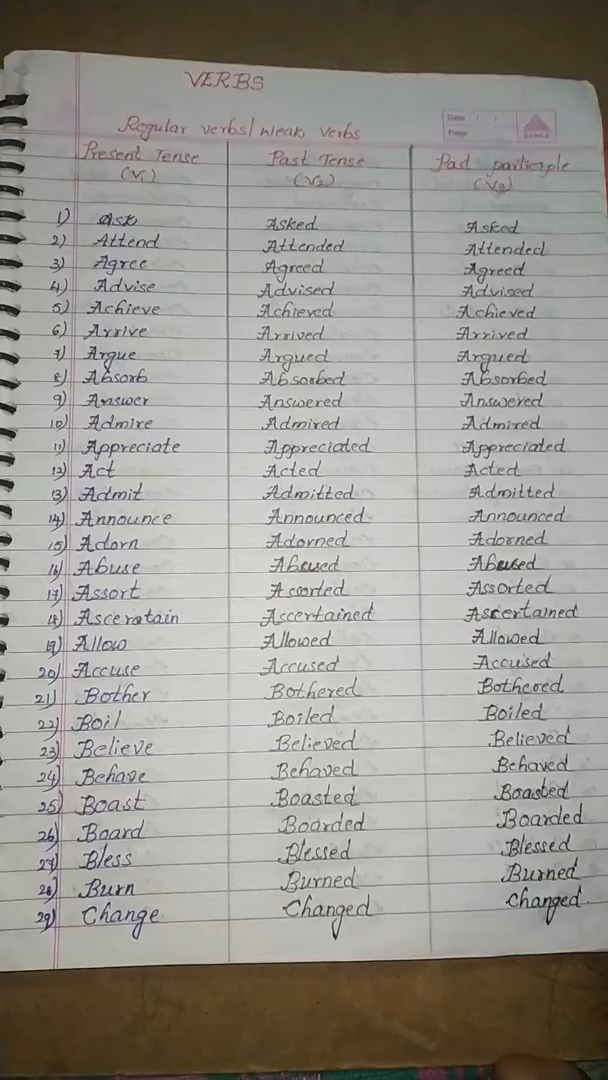 VERBS
Regular verbs/weak verbs
Date / /
Page
Present Tense Past Tense Past participle
(V1) (V2) (V3)
1) Ask Asked Asked
2) Attend Attended Attended
3) Agree Agreed Agreed
4) Advise Advised Advised
5) Achieve Achieved Achieved
6) Arrive Arrived Arrived
7) Argue Argued Argued
8) Absorb Absorbed Absorbed
9) Answer Answered Answered
10) Admire Admired Admired
11) Appreciate Appreciated Appreciated
12) Act Acted Acted
13) Admit Admitted Admitted
14) Announce Announced Announced
15) Adorn Adorned Adorned
16) Abuse Abused Abused
17) Assort Assorted Assorted
18) Asceratain Ascertained Ascertained
19) Allow Allowed Allowed
20) Accuse Accused Accused
21) Bother Bothered Bothered
22) Boil Boiled Boiled
23) Believe Believed Believed
24) Behave Behaved Behaved
25) Boast Boasted Boasted
26) Board Boarded Boarded
27) Bless Blessed Blessed
28) Burn Burned Burned
29) Change Changed Changed